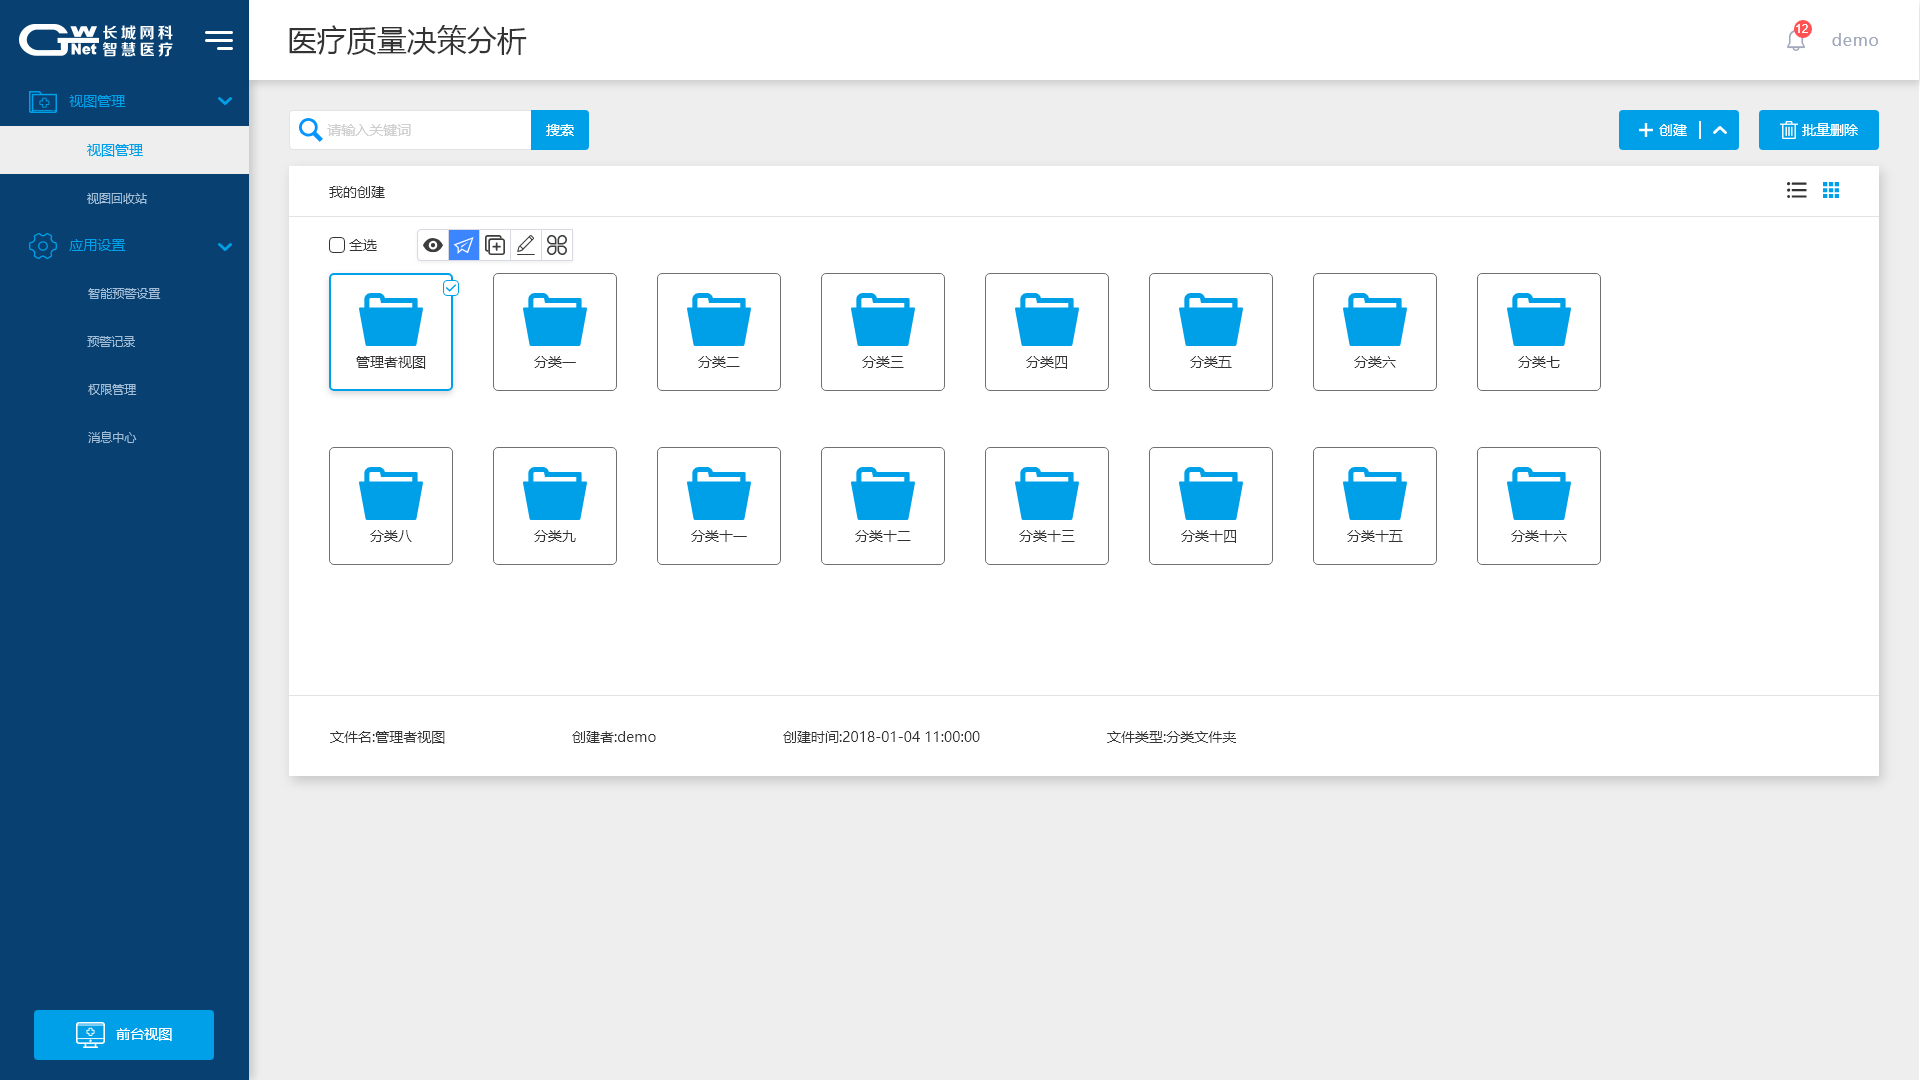 GwNet 长城网科
智慧医疗
医疗质量决策分析
12
demo
视图管理
视图管理
视图回收站
应用设置
智能预警设置
预警记录
权限管理
消息中心
前台视图
请输入关键词
搜索
创建
批量删除
我的创建
全选
管理者视图
分类一
分类二
分类三
分类四
分类五
分类六
分类七
分类八
分类九
分类十一
分类十二
分类十三
分类十四
分类十五
分类十六
文件名:管理者视图
创建者:demo
创建时间:2018-01-04 11:00:00
文件类型:分类文件夹